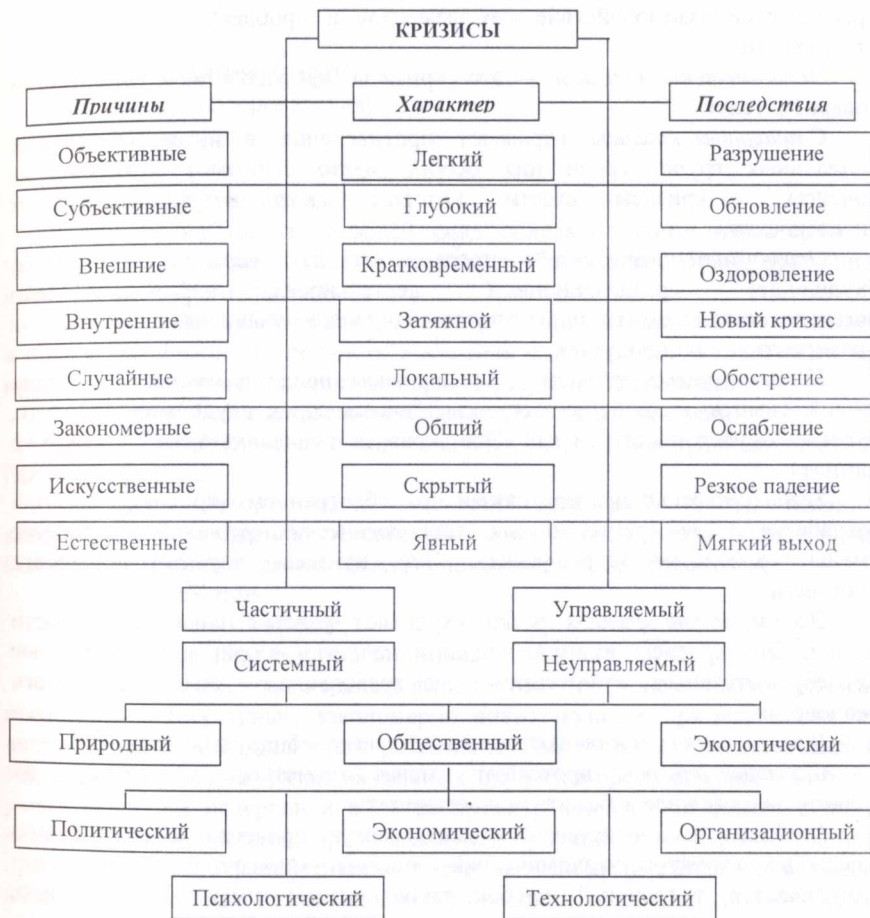 КРИЗИСЫ
Причины
Характер
Последствия
Объективные
Легкий
Разрушение
Субъективные
Глубокий
Обновление
Внешние
Кратковременный
Оздоровление
Внутренние
Затяжной
Новый кризис
Случайные
Локальный
Обострение
Закономерные
Общий
Ослабление
Искусственные
Скрытый
Резкое падение
Естественные
Явный
Мягкий выход
Частичный
Управляемый
Системный
Неуправляемый
Природный
Общественный
Экологический
Политический
Экономический
Организационный
Психологический
Технологический